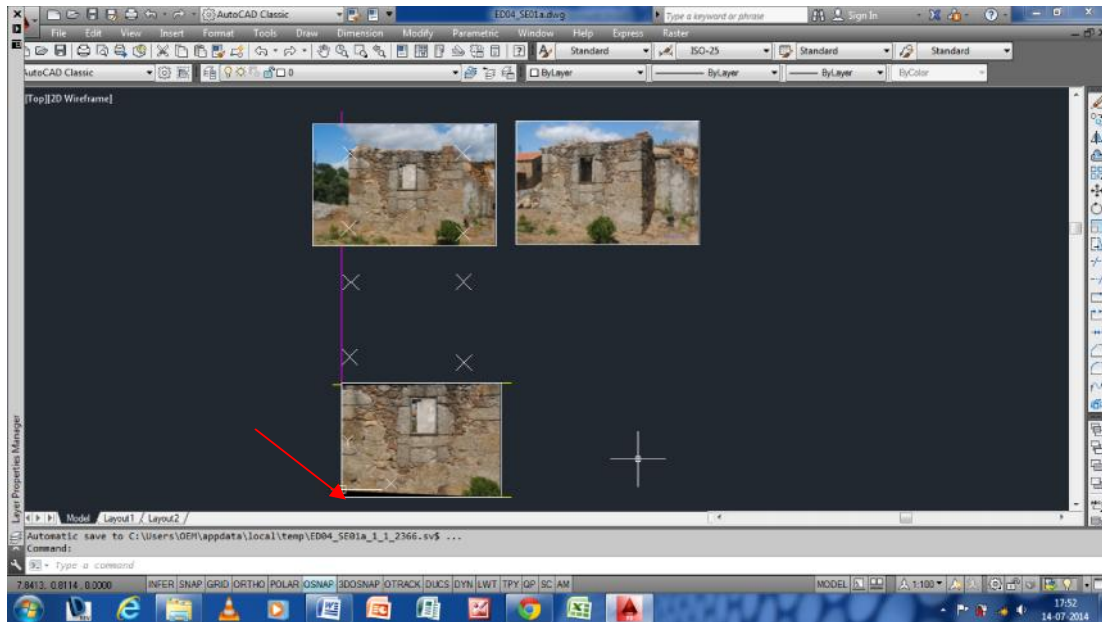 AutoCAD Classic ED04_SE01a.dwg Type a keyword or phrase Sign In
File Edit View Insert Format Tools Draw Dimension Modify Parametric Window Help Express Raster
Standard ISO-25 Standard Standard
AutoCAD Classic 0 ByLayer ByLayer ByLayer ByColor
[Top][2D Wireframe]
Y
Layer Properties Manager
Model Layout1 Layout2
Automatic save to C:\Users\OEM\appdata\local\temp\ED04_SE01a_1_1_2366.sv$ ...
Command:
Type a command
7.8413, 0.8114, 0.0000 INFER SNAP GRID ORTHO POLAR OSNAP 3DOSNAP OTRACK DUCS DYN LWT TPY QP SC AM MODEL 1:100
17:52
14-07-2014